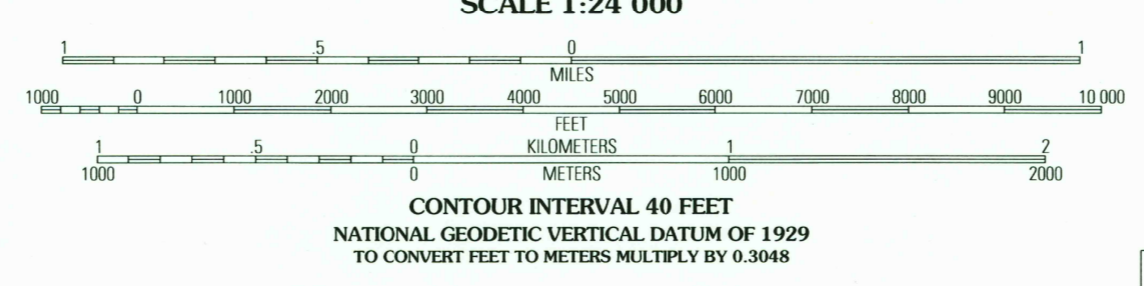 SCALE 1:24 000
1 .5 0 1
MILES
1000 0 1000 2000 3000 4000 5000 6000 7000 8000 9000 10 000
FEET
1 .5 0 KILOMETERS 1 2
1000 0 METERS 1000 2000
CONTOUR INTERVAL 40 FEET
NATIONAL GEODETIC VERTICAL DATUM OF 1929
TO CONVERT FEET TO METERS MULTIPLY BY 0.3048